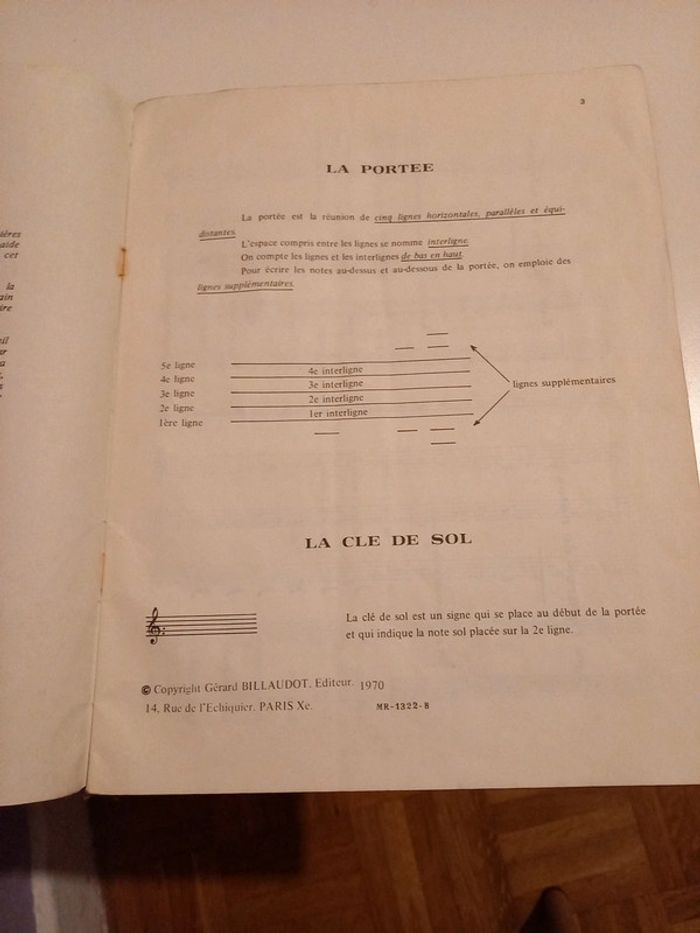 ières
aide
cet
la
ain
ire
3
LA PORTEE
La portée est la réunion de cinq lignes horizontales, parallèles et équi-
distantes.
L'espace compris entre les lignes se nomme interligne.
On compte les lignes et les interlignes de bas en haut.
Pour écrire les notes au-dessus et au-dessous de la portée, on emploie des
lignes supplémentaires.
5e ligne
4e interligne
4e ligne
3e interligne
3e ligne
2e interligne
2e ligne
1er interligne
1ère ligne
lignes supplémentaires
LA CLE DE SOL
La clé de sol est un signe qui se place au début de la portée
et qui indique la note sol placée sur la 2e ligne.
© Copyright Gérard BILLAUDOT. Editeur. 1970
14, Rue de l'Echiquier. PARIS Xe. MR-1322-B